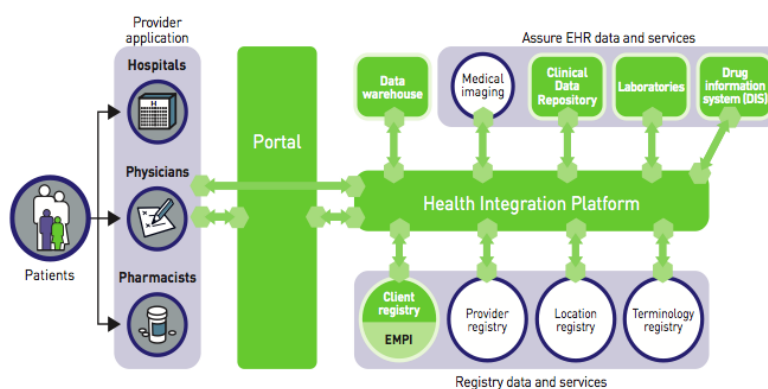 Provider
application
Hospitals
H
Physicians
Pharmacists
Patients
Portal
Assure EHR data and services
Data
warehouse
Medical
imaging
Clinical
Data
Repository
Laboratories
Drug
information
system (DIS)
Health Integration Platform
Client
registry
EMPI
Provider
registry
Location
registry
Terminology
registry
Registry data and services